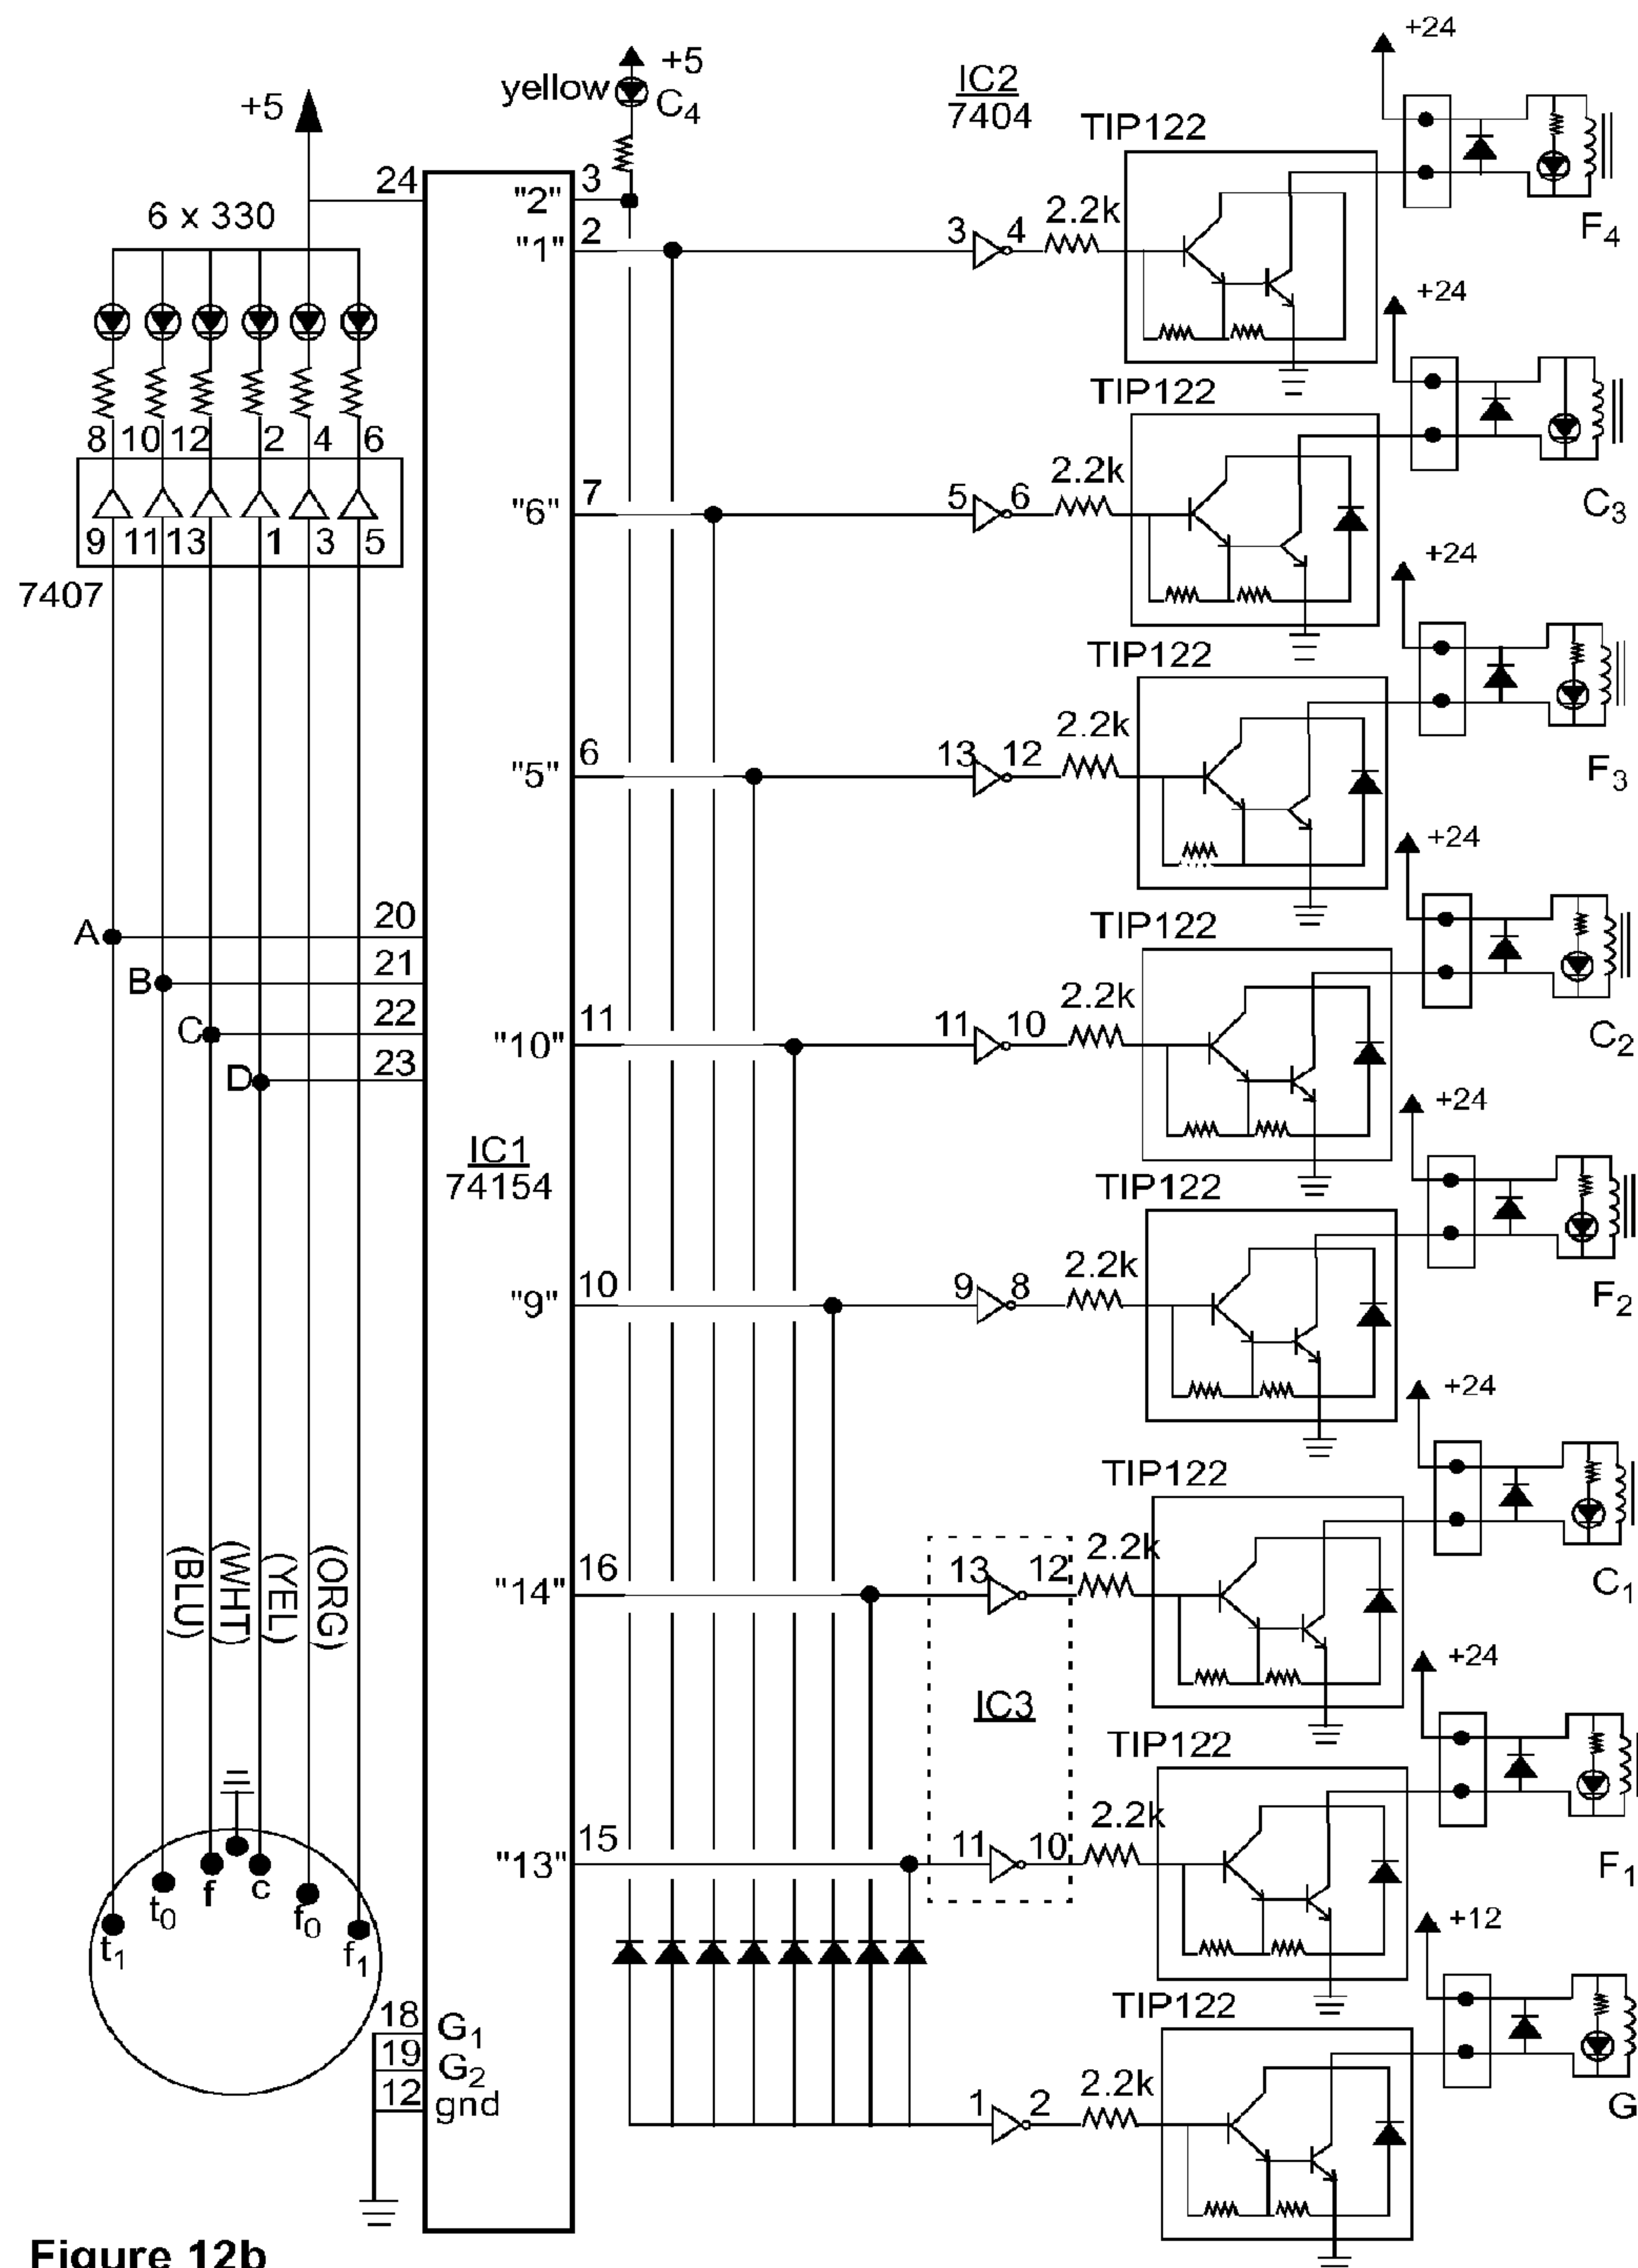 +24
+5
yellow
C4
+5
IC2
7404
TIP122
24
"2"
3
6 x 330
"1"
2
3
4
2.2k
F4
+24
TIP122
8
10
12
2
4
6
"6"
7
5
6
2.2k
C3
9
11
13
1
3
5
7407
+24
TIP122
"5"
6
13
12
2.2k
F3
+24
A
20
TIP122
B
21
C
22
"10"
11
11
10
2.2k
C2
D
23
+24
IC1
74154
TIP122
"9"
10
9
8
2.2k
F2
+24
TIP122
(BLU)
(WHT)
(YEL)
(ORG)
"14"
16
13
12
2.2k
C1
+24
IC3
TIP122
"13"
15
11
10
2.2k
F1
t1
t0
f
c
f0
f1
+12
TIP122
18
G1
19
G2
12
gnd
1
2
2.2k
G
Figure 12b